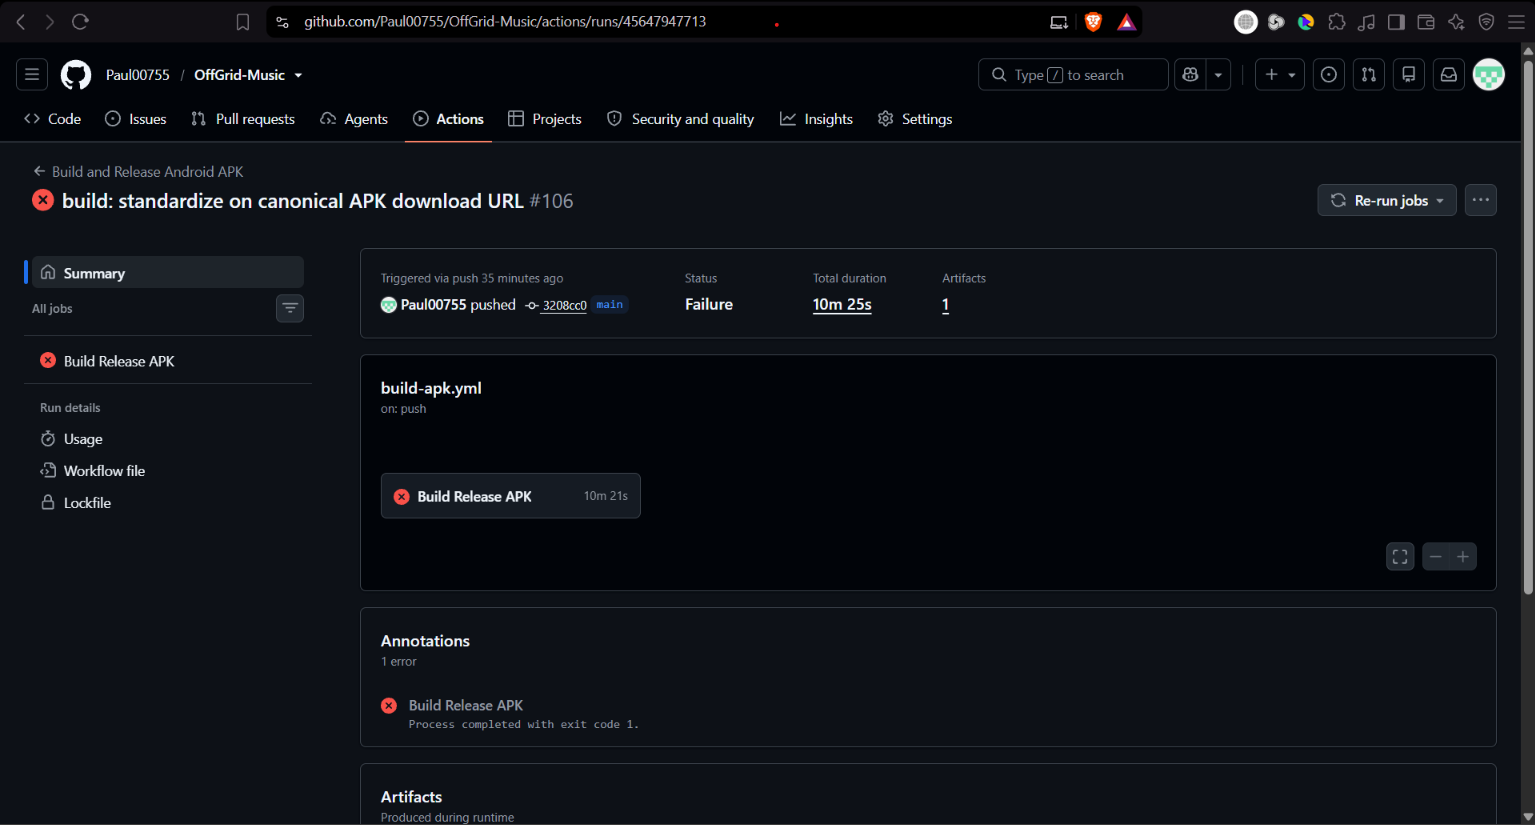 github.com/Paul00755/OffGrid-Music/actions/runs/45647947713
Paul00755 / OffGrid-Music
Type / to search
Code Issues Pull requests Agents Actions Projects Security and quality Insights Settings
Build and Release Android APK
build: standardize on canonical APK download URL #106
Re-run jobs
Summary
All jobs
Build Release APK
Run details
Usage
Workflow file
Lockfile
Triggered via push 35 minutes ago
Paul00755 pushed 3208cc0 main
Status
Failure
Total duration
10m 25s
Artifacts
1
build-apk.yml
on: push
Build Release APK 10m 21s
Annotations
1 error
Build Release APK
Process completed with exit code 1.
Artifacts
Produced during runtime